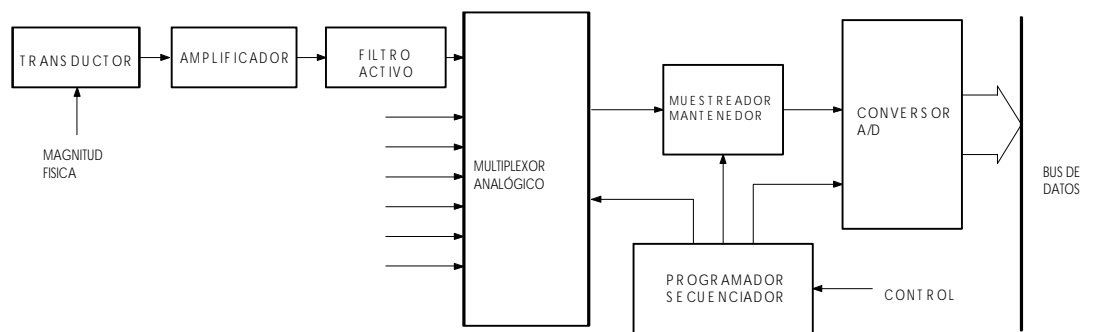 TRANSDUCTOR
AMPLIFICADOR
FILTRO
ACTIVO
MAGNITUD
FISICA
MULTIPLEXOR
ANALÓGICO
MUESTREADOR
MANTENEDOR
CONVERSOR
A/D
BUS DE
DATOS
PROGRAMADOR
SECUENCIADOR
CONTROL